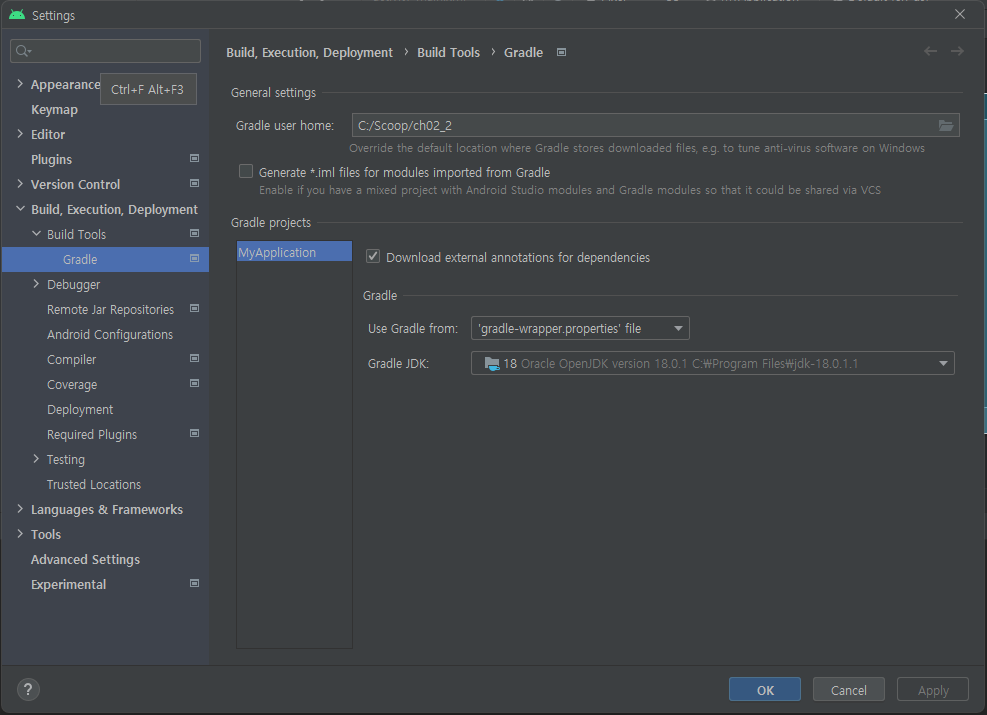 Settings
Build, Execution, Deployment › Build Tools › Gradle
Appearance
Ctrl+F Alt+F3
Keymap
Editor
Plugins
Version Control
Build, Execution, Deployment
Build Tools
Gradle
Debugger
Remote Jar Repositories
Android Configurations
Compiler
Coverage
Deployment
Required Plugins
Testing
Trusted Locations
Languages & Frameworks
Tools
Advanced Settings
Experimental
General settings
Gradle user home: C:/Scoop/ch02_2
Override the default location where Gradle stores downloaded files, e.g. to tune anti-virus software on Windows
Generate *.iml files for modules imported from Gradle
Enable if you have a mixed project with Android Studio modules and Gradle modules so that it could be shared via VCS
Gradle projects
MyApplication
Download external annotations for dependencies
Gradle
Use Gradle from: 'gradle-wrapper.properties' file
Gradle JDK: 18 Oracle OpenJDK version 18.0.1 C:₩Program Files₩jdk-18.0.1.1
?
OK
Cancel
Apply